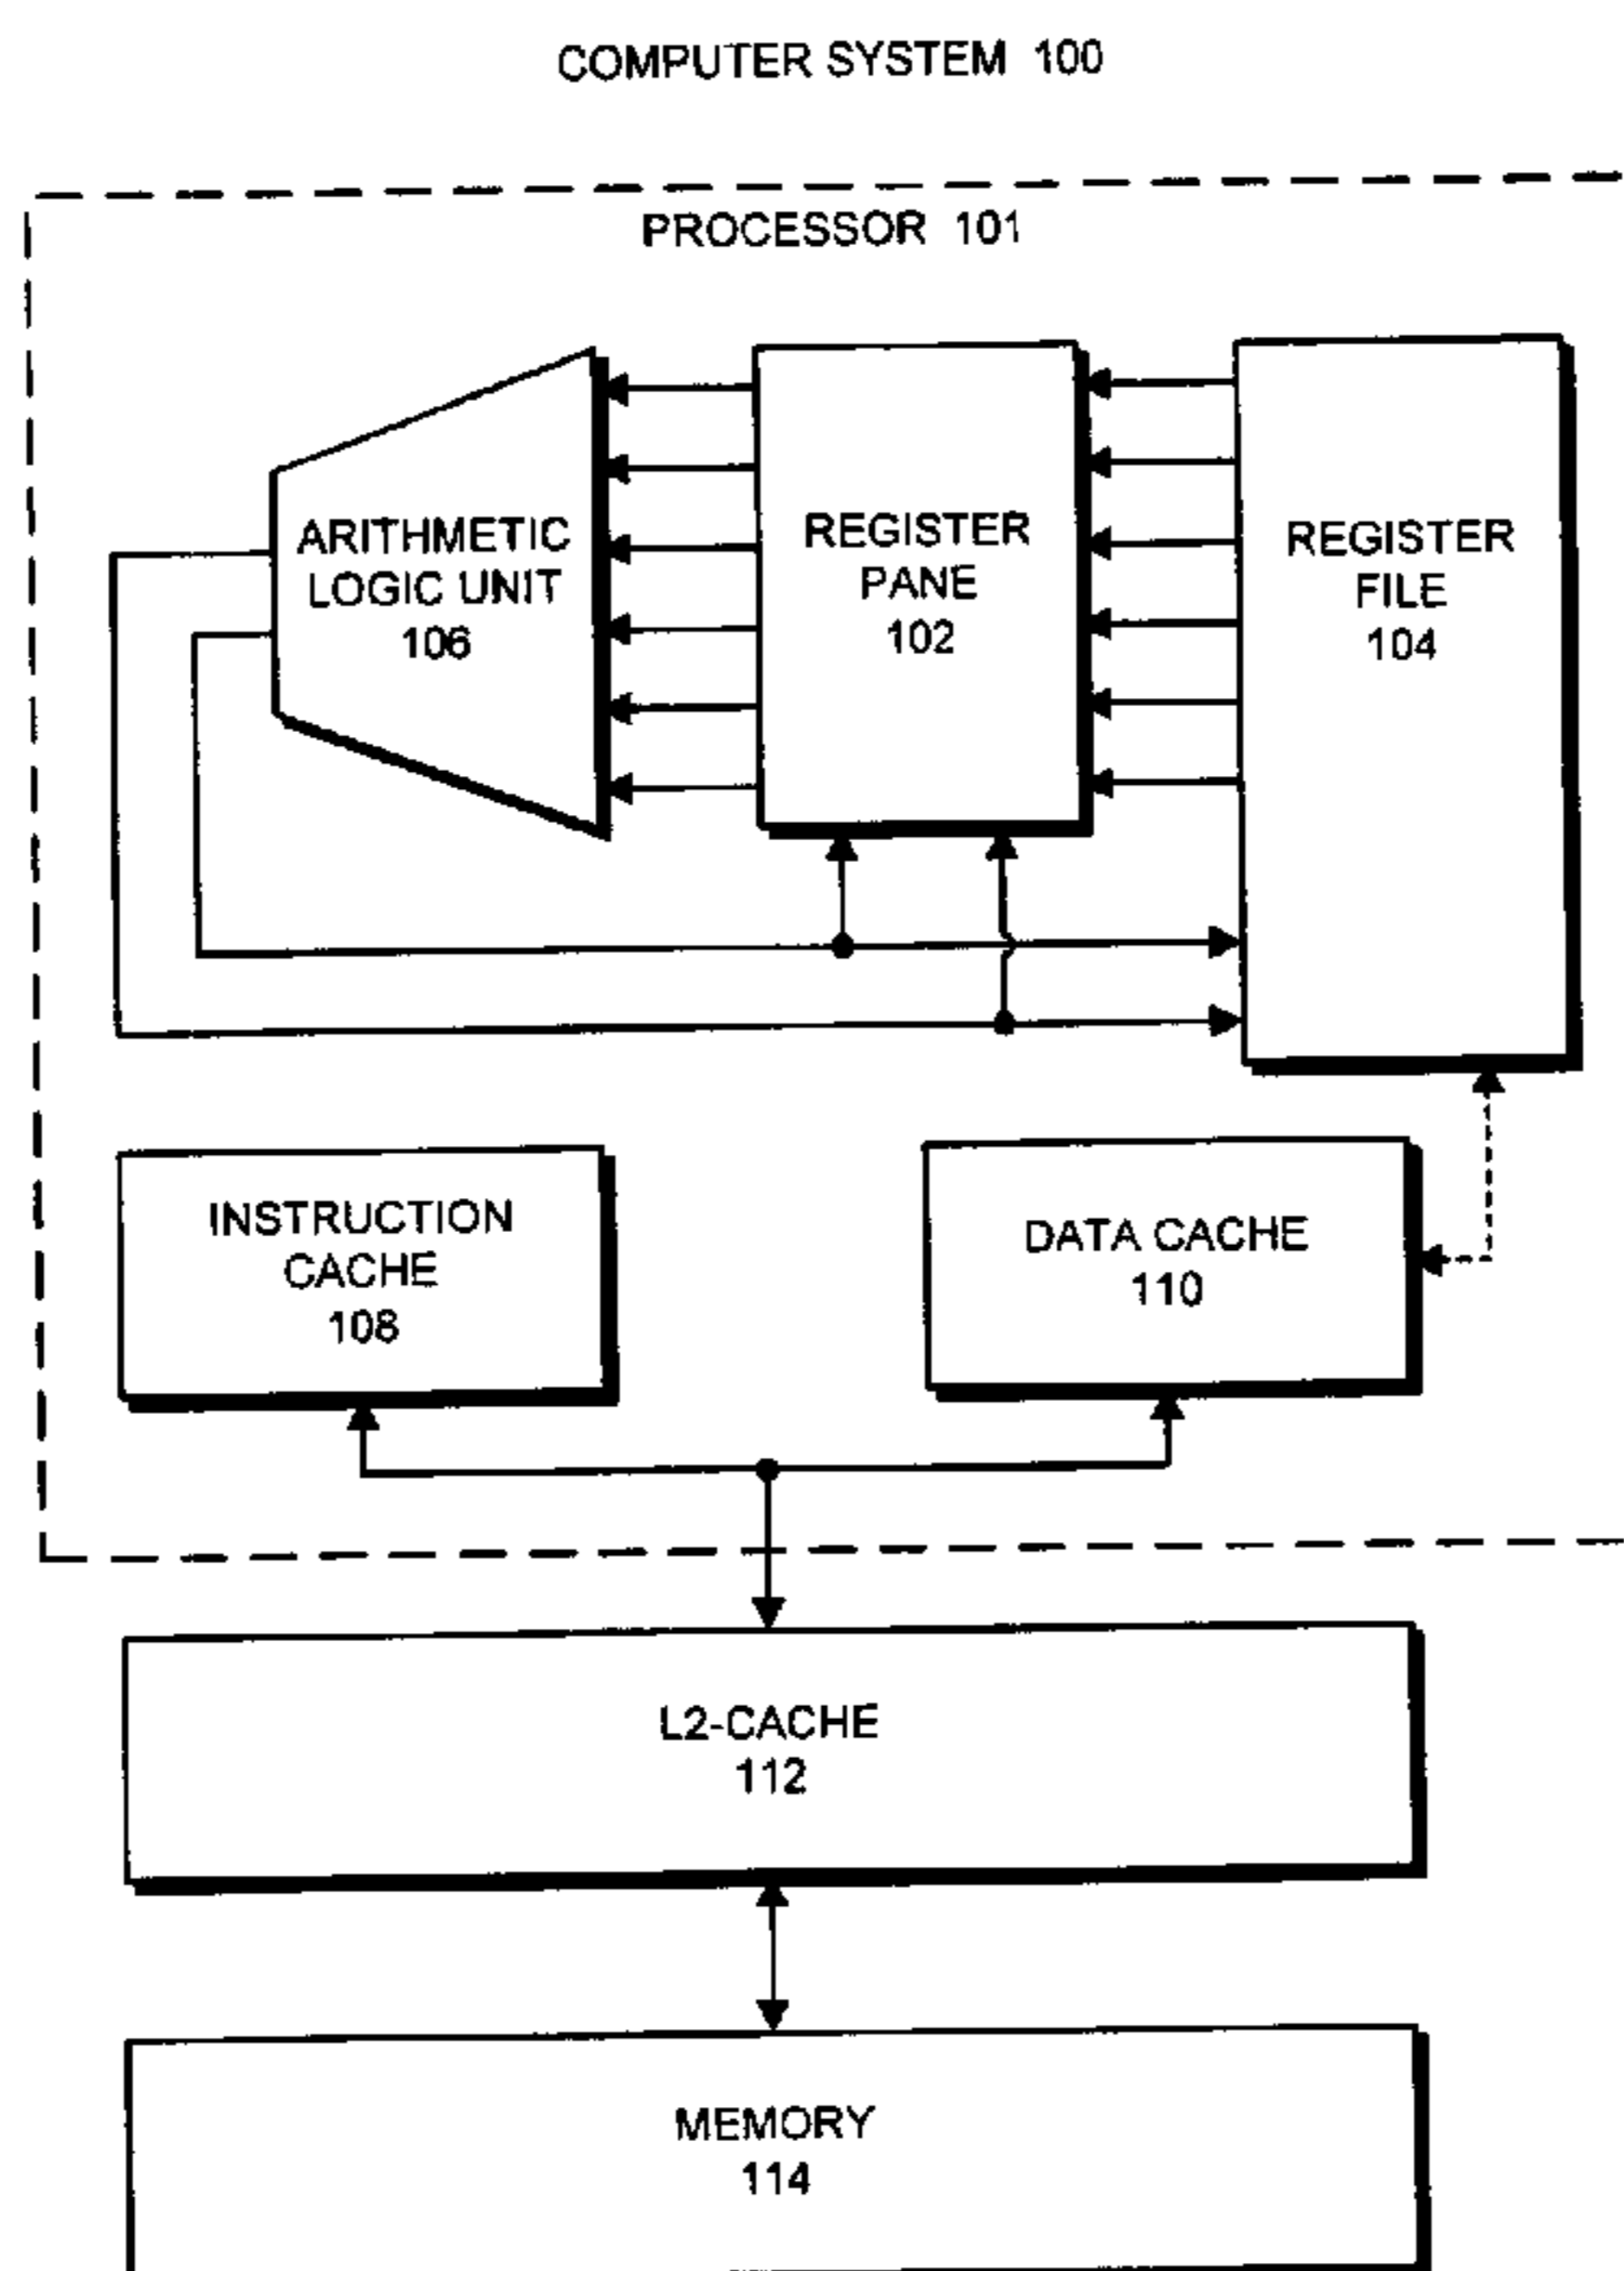 COMPUTER SYSTEM 100
PROCESSOR 101
ARITHMETIC
LOGIC UNIT
106
REGISTER
PANE
102
REGISTER
FILE
104
INSTRUCTION
CACHE
108
DATA CACHE
110
L2-CACHE
112
MEMORY
114